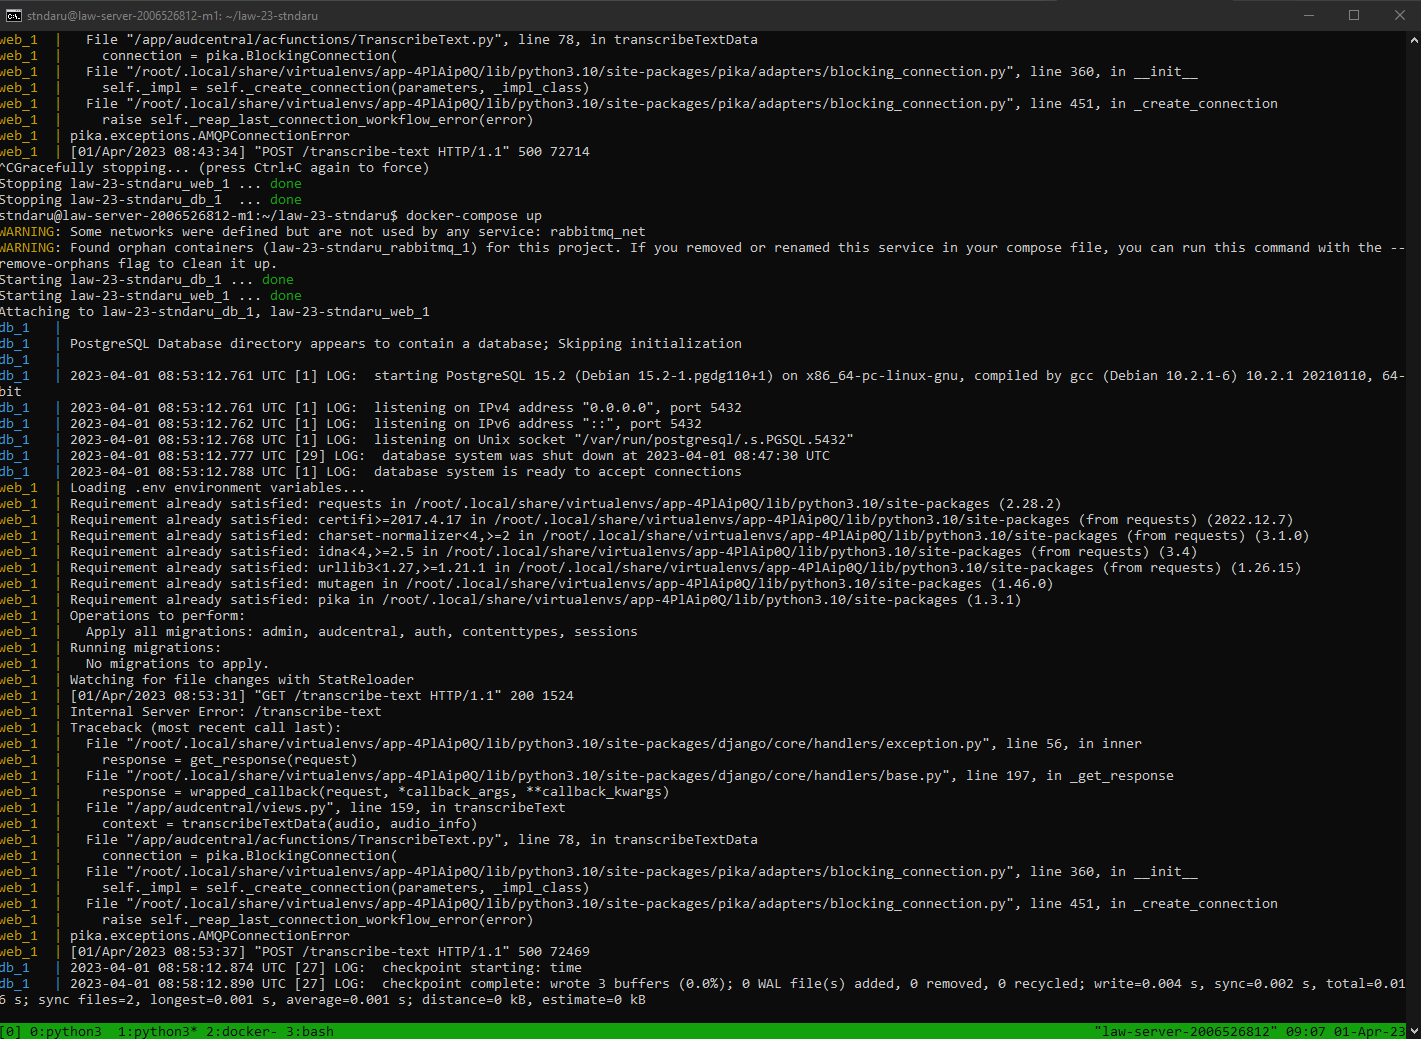 stndaru@law-server-2006526812-m1: ~/law-23-stndaru
web_1  |   File "/app/audcentral/acfunctions/TranscribeText.py", line 78, in transcribeTextData
web_1  |     connection = pika.BlockingConnection(
web_1  |   File "/root/.local/share/virtualenvs/app-4PlAip0Q/lib/python3.10/site-packages/pika/adapters/blocking_connection.py", line 360, in __init__
web_1  |     self._impl = self._create_connection(parameters, _impl_class)
web_1  |   File "/root/.local/share/virtualenvs/app-4PlAip0Q/lib/python3.10/site-packages/pika/adapters/blocking_connection.py", line 451, in _create_connection
web_1  |     raise self._reap_last_connection_workflow_error(error)
web_1  | pika.exceptions.AMQPConnectionError
web_1  | [01/Apr/2023 08:43:34] "POST /transcribe-text HTTP/1.1" 500 72714
^CGracefully stopping... (press Ctrl+C again to force)
Stopping law-23-stndaru_web_1 ... done
Stopping law-23-stndaru_db_1  ... done
stndaru@law-server-2006526812-m1:~/law-23-stndaru$ docker-compose up
WARNING: Some networks were defined but are not used by any service: rabbitmq_net
WARNING: Found orphan containers (law-23-stndaru_rabbitmq_1) for this project. If you removed or renamed this service in your compose file, you can run this command with the --
remove-orphans flag to clean it up.
Starting law-23-stndaru_db_1 ... done
Starting law-23-stndaru_web_1 ... done
Attaching to law-23-stndaru_db_1, law-23-stndaru_web_1
db_1   |
db_1   | PostgreSQL Database directory appears to contain a database; Skipping initialization
db_1   |
db_1   | 2023-04-01 08:53:12.761 UTC [1] LOG:  starting PostgreSQL 15.2 (Debian 15.2-1.pgdg110+1) on x86_64-pc-linux-gnu, compiled by gcc (Debian 10.2.1-6) 10.2.1 20210110, 64-
bit
db_1   | 2023-04-01 08:53:12.761 UTC [1] LOG:  listening on IPv4 address "0.0.0.0", port 5432
db_1   | 2023-04-01 08:53:12.762 UTC [1] LOG:  listening on IPv6 address "::", port 5432
db_1   | 2023-04-01 08:53:12.768 UTC [1] LOG:  listening on Unix socket "/var/run/postgresql/.s.PGSQL.5432"
db_1   | 2023-04-01 08:53:12.777 UTC [29] LOG:  database system was shut down at 2023-04-01 08:47:30 UTC
db_1   | 2023-04-01 08:53:12.788 UTC [1] LOG:  database system is ready to accept connections
web_1  | Loading .env environment variables...
web_1  | Requirement already satisfied: requests in /root/.local/share/virtualenvs/app-4PlAip0Q/lib/python3.10/site-packages (2.28.2)
web_1  | Requirement already satisfied: certifi>=2017.4.17 in /root/.local/share/virtualenvs/app-4PlAip0Q/lib/python3.10/site-packages (from requests) (2022.12.7)
web_1  | Requirement already satisfied: charset-normalizer<4,>=2 in /root/.local/share/virtualenvs/app-4PlAip0Q/lib/python3.10/site-packages (from requests) (3.1.0)
web_1  | Requirement already satisfied: idna<4,>=2.5 in /root/.local/share/virtualenvs/app-4PlAip0Q/lib/python3.10/site-packages (from requests) (3.4)
web_1  | Requirement already satisfied: urllib3<1.27,>=1.21.1 in /root/.local/share/virtualenvs/app-4PlAip0Q/lib/python3.10/site-packages (from requests) (1.26.15)
web_1  | Requirement already satisfied: mutagen in /root/.local/share/virtualenvs/app-4PlAip0Q/lib/python3.10/site-packages (1.46.0)
web_1  | Requirement already satisfied: pika in /root/.local/share/virtualenvs/app-4PlAip0Q/lib/python3.10/site-packages (1.3.1)
web_1  | Operations to perform:
web_1  |   Apply all migrations: admin, audcentral, auth, contenttypes, sessions
web_1  | Running migrations:
web_1  |   No migrations to apply.
web_1  | Watching for file changes with StatReloader
web_1  | [01/Apr/2023 08:53:31] "GET /transcribe-text HTTP/1.1" 200 1524
web_1  | Internal Server Error: /transcribe-text
web_1  | Traceback (most recent call last):
web_1  |   File "/root/.local/share/virtualenvs/app-4PlAip0Q/lib/python3.10/site-packages/django/core/handlers/exception.py", line 56, in inner
web_1  |     response = get_response(request)
web_1  |   File "/root/.local/share/virtualenvs/app-4PlAip0Q/lib/python3.10/site-packages/django/core/handlers/base.py", line 197, in _get_response
web_1  |     response = wrapped_callback(request, *callback_args, **callback_kwargs)
web_1  |   File "/app/audcentral/views.py", line 159, in transcribeText
web_1  |     context = transcribeTextData(audio, audio_info)
web_1  |   File "/app/audcentral/acfunctions/TranscribeText.py", line 78, in transcribeTextData
web_1  |     connection = pika.BlockingConnection(
web_1  |   File "/root/.local/share/virtualenvs/app-4PlAip0Q/lib/python3.10/site-packages/pika/adapters/blocking_connection.py", line 360, in __init__
web_1  |     self._impl = self._create_connection(parameters, _impl_class)
web_1  |   File "/root/.local/share/virtualenvs/app-4PlAip0Q/lib/python3.10/site-packages/pika/adapters/blocking_connection.py", line 451, in _create_connection
web_1  |     raise self._reap_last_connection_workflow_error(error)
web_1  | pika.exceptions.AMQPConnectionError
web_1  | [01/Apr/2023 08:53:37] "POST /transcribe-text HTTP/1.1" 500 72469
db_1   | 2023-04-01 08:58:12.874 UTC [27] LOG:  checkpoint starting: time
db_1   | 2023-04-01 08:58:12.890 UTC [27] LOG:  checkpoint complete: wrote 3 buffers (0.0%); 0 WAL file(s) added, 0 removed, 0 recycled; write=0.004 s, sync=0.002 s, total=0.01
6 s; sync files=2, longest=0.001 s, average=0.001 s; distance=0 kB, estimate=0 kB
[0] 0:python3  1:python3* 2:docker- 3:bash "law-server-2006526812" 09:07 01-Apr-23